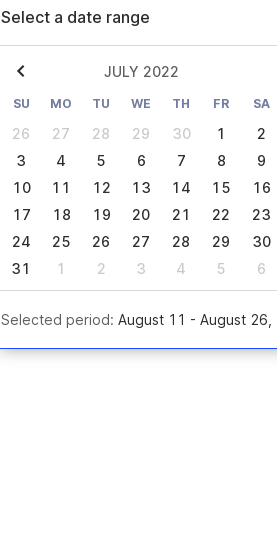 Select a date range
JULY 2022
SU MO TU WE TH FR SA
26 27 28 29 30 1 2
3 4 5 6 7 8 9
10 11 12 13 14 15 16
17 18 19 20 21 22 23
24 25 26 27 28 29 30
31 1 2 3 4 5 6
Selected period: August 11 - August 26,